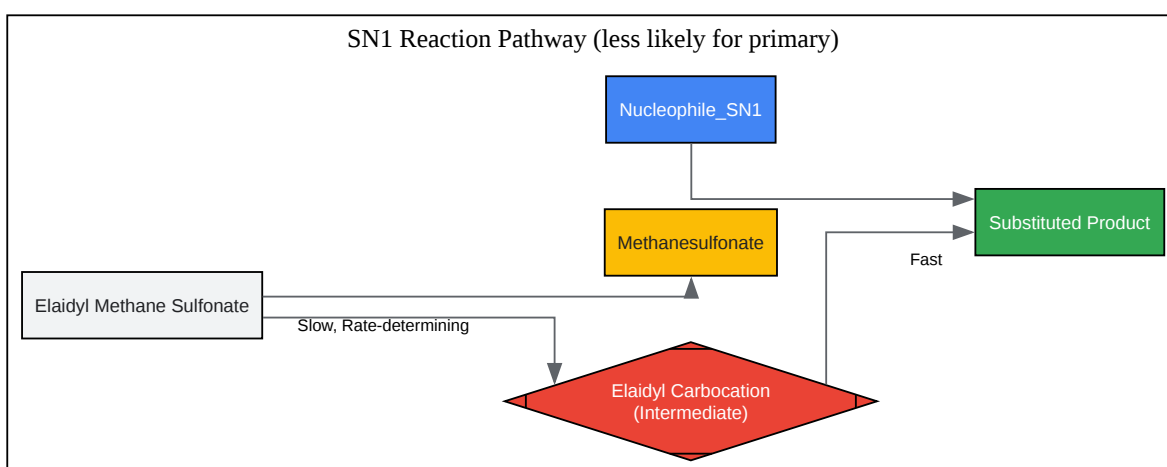 SN1 Reaction Pathway (less likely for primary)
Nucleophile_SN1
Substituted Product
Methanesulfonate
Fast
Elaidyl Methane Sulfonate
Slow, Rate-determining
Elaidyl Carbocation
(Intermediate)